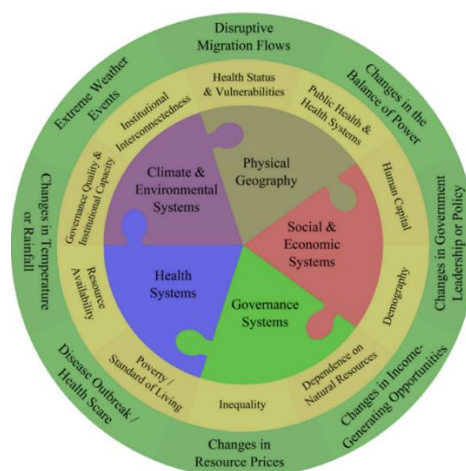 Disruptive
Migration Flows
Changes in the
Balance of Power
Changes in Government
Leadership or Policy
Changes in Income-
Generating Opportunities
Changes in
Resource Prices
Disease Outbreak /
Health Scare
Changes in Temperature
or Rainfall
Extreme Weather
Events
Health Status
& Vulnerabilities
Public Health &
Health Systems
Human Capital
Demography
Dependence on
Natural Resources
Inequality
Poverty /
Standard of Living
Resource
Availability
Governance Quality &
Institutional Capacity
Institutional
Interconnectedness
Physical
Geography
Social &
Economic
Systems
Governance
Systems
Health
Systems
Climate &
Environmental
Systems